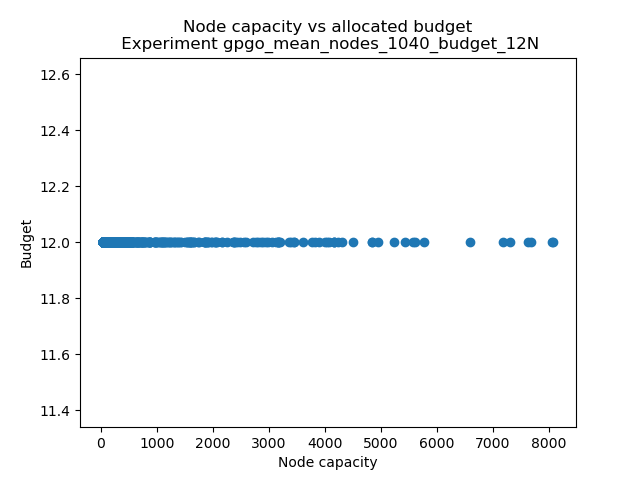 Node capacity vs allocated budget
Experiment gpgo_mean_nodes_1040_budget_12N
12.6
12.4
12.2
12.0
11.8
11.6
11.4
Budget
0 1000 2000 3000 4000 5000 6000 7000 8000
Node capacity